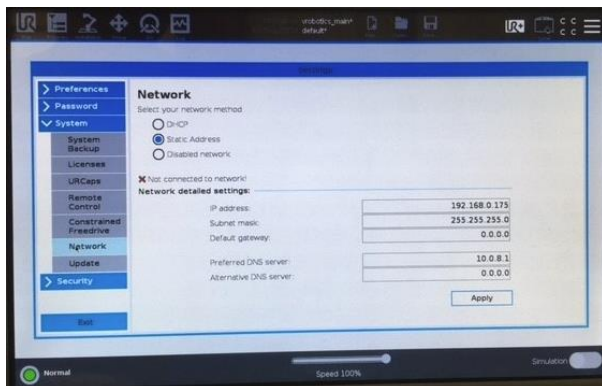 UR
vrobotics_main*
default*
UR+
C C
C C
Settings
Preferences
Password
System
System
Backup
Licenses
URCaps
Remote
Control
Constrained
Freedrive
Network
Update
Security
Exit
Network
Select your network method
DHCP
Static Address
Disabled network
Not connected to network!
Network detailed settings:
IP address: 192.168.0.175
Subnet mask: 255.255.255.0
Default gateway: 0.0.0.0
Preferred DNS server: 10.0.8.1
Alternative DNS server: 0.0.0.0
Apply
Normal
Speed 100%
Simulation